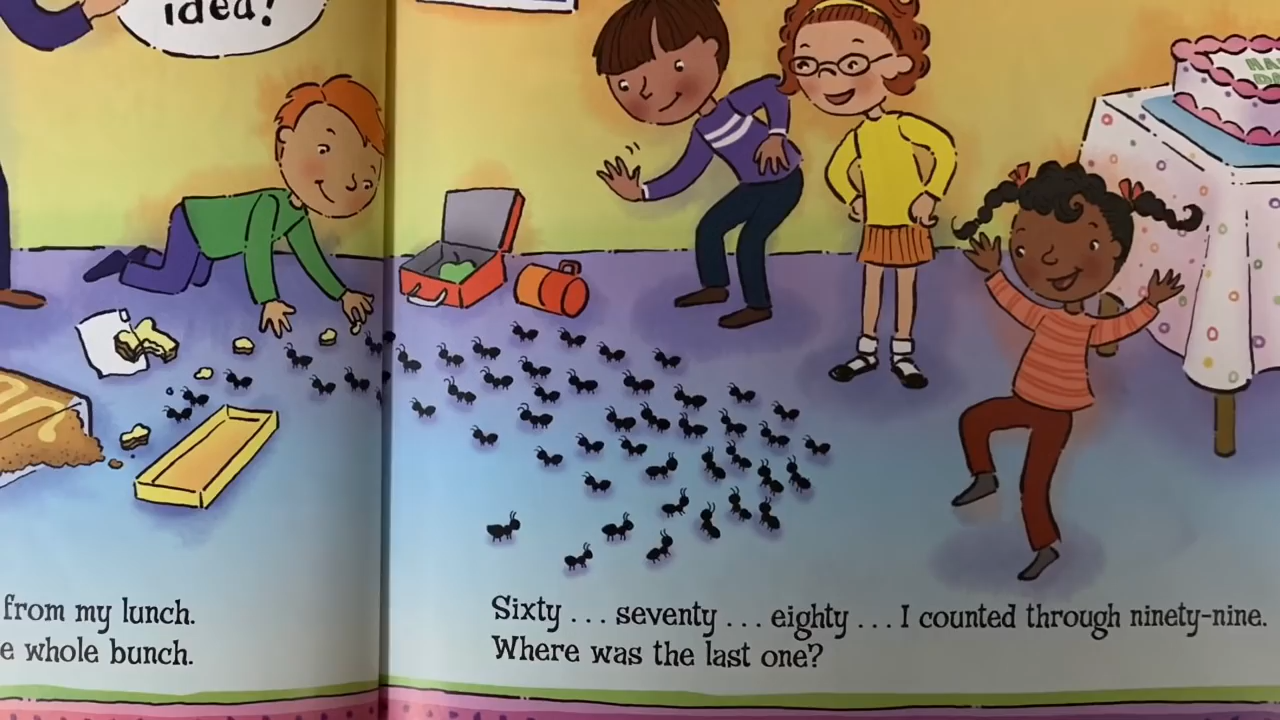 idea!
from my lunch.
e whole bunch.
Sixty . . . seventy . . . eighty . . . I counted through ninety-nine.
Where was the last one?